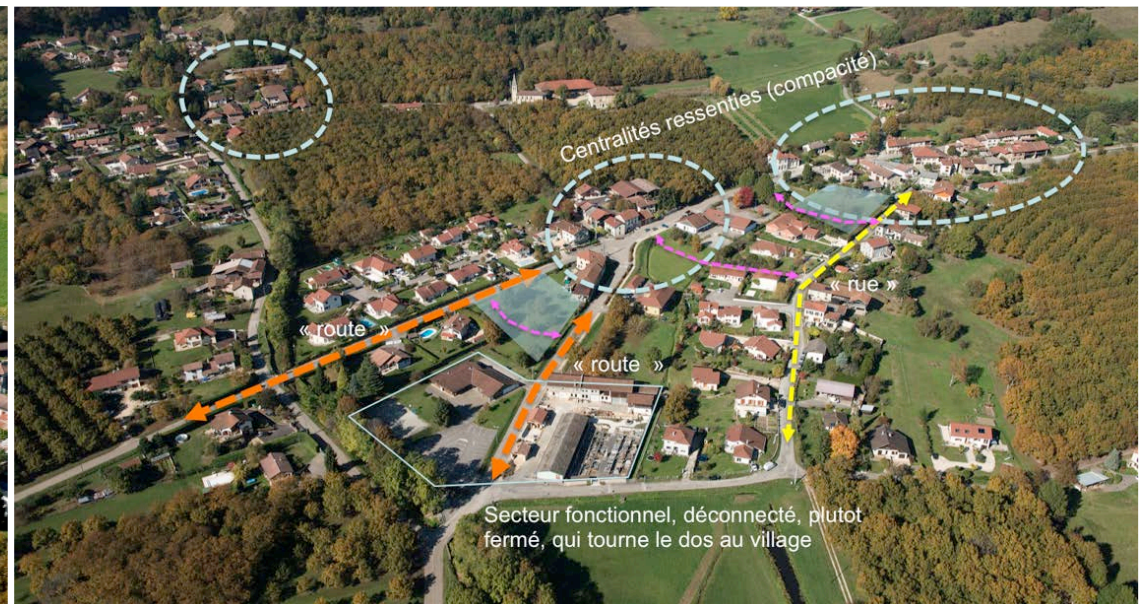 Centralités ressenties (compacité)
« rue »
« route »
« route »
Secteur fonctionnel, déconnecté, plutot
fermé, qui tourne le dos au village